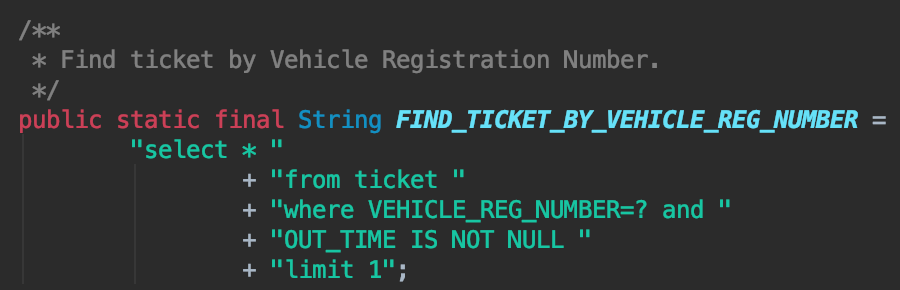 /**
 * Find ticket by Vehicle Registration Number.
 */
public static final String FIND_TICKET_BY_VEHICLE_REG_NUMBER =
        "select * "
                + "from ticket "
                + "where VEHICLE_REG_NUMBER=? and "
                + "OUT_TIME IS NOT NULL "
                + "limit 1";